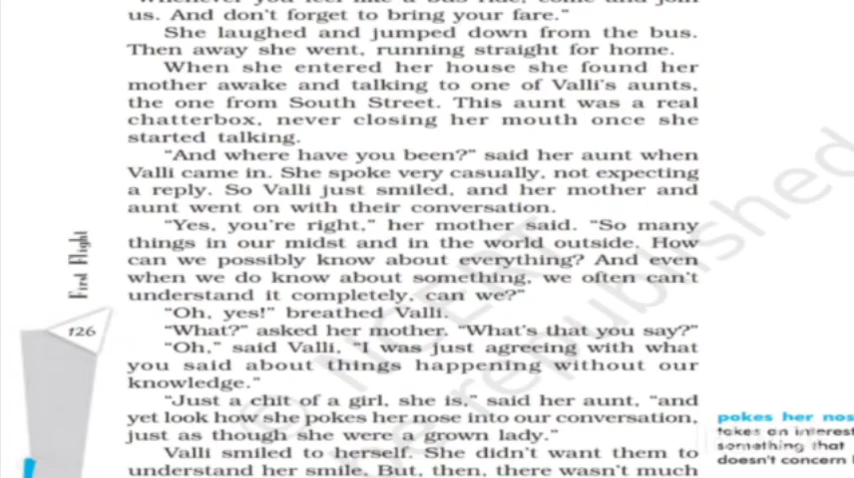 "Whenever you feel like a bus ride, come and join
us. And don't forget to bring your fare."
She laughed and jumped down from the bus.
Then away she went, running straight for home.
When she entered her house she found her
mother awake and talking to one of Valli's aunts,
the one from South Street. This aunt was a real
chatterbox, never closing her mouth once she
started talking.
"And where have you been?" said her aunt when
Valli came in. She spoke very casually, not expecting
a reply. So Valli just smiled, and her mother and
aunt went on with their conversation.
"Yes, you're right," her mother said. "So many
things in our midst and in the world outside. How
can we possibly know about everything? And even
when we do know about something, we often can't
understand it completely, can we?"
"Oh, yes!" breathed Valli.
"What?" asked her mother. "What's that you say?"
"Oh," said Valli, "I was just agreeing with what
you said about things happening without our
knowledge."
"Just a chit of a girl, she is," said her aunt, "and
yet look how she pokes her nose into our conversation,
just as though she were a grown lady."
Valli smiled to herself. She didn't want them to
understand her smile. But, then, there wasn't much
First Flight
126
pokes her nos
takes an interes
something that
doesn't concern
© NCERT
be republished